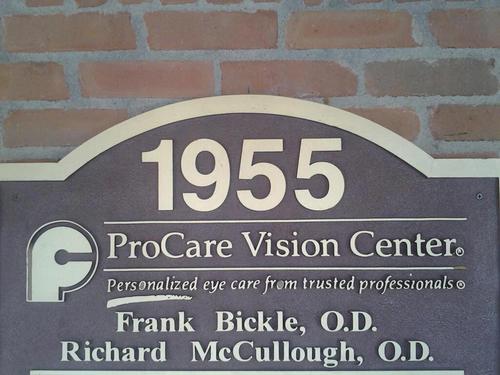 1955
ProCare Vision Center®
Personalized eye care from trusted professionals®
Frank Bickle, O.D.
Richard McCullough, O.D.